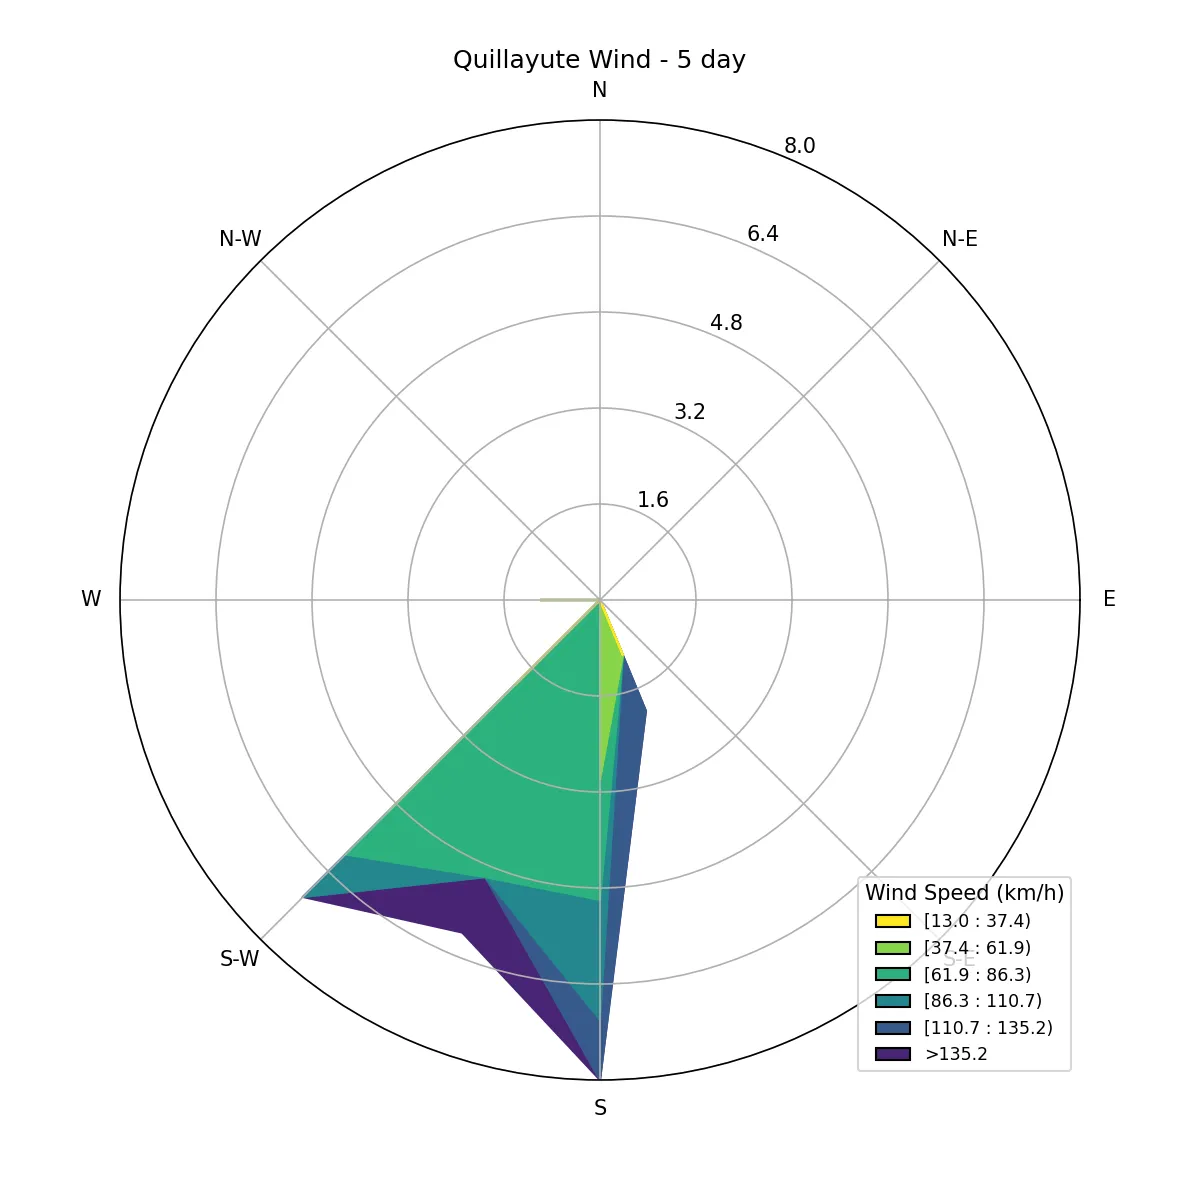 Quillayute Wind - 5 day
N
8.0
N-W
6.4
N-E
4.8
3.2
1.6
W
E
Wind Speed (km/h)
[13.0 : 37.4)
[37.4 : 61.9)
S-W
S-E
[61.9 : 86.3)
[86.3 : 110.7)
[110.7 : 135.2)
>135.2
S